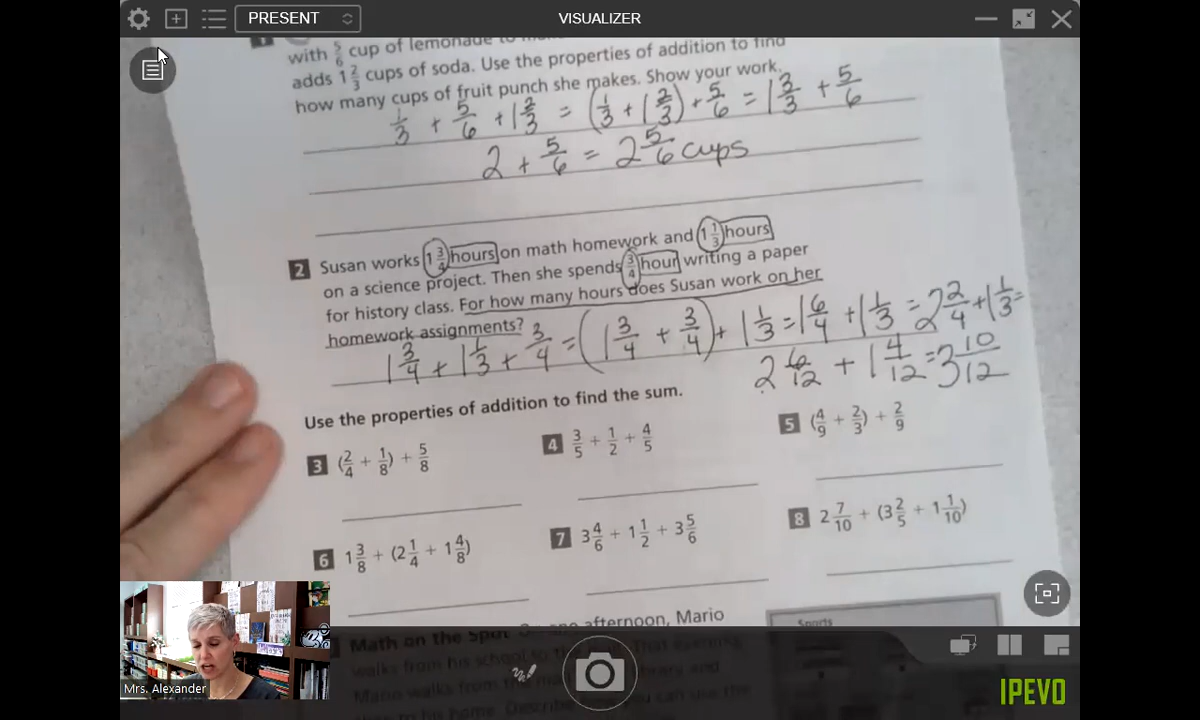 PRESENT
VISUALIZER
with 5/6 cup of lemonade
adds 1 2/3 cups of soda. Use the properties of addition to find
how many cups of fruit punch she makes. Show your work.
1/3 + 5/6 + 1 2/3 = (1/3 + 1 2/3) + 5/6 = 1 3/3 + 5/6
2 + 5/6 = 2 5/6 cups
2 Susan works 1 3/4 hours on math homework and 1 1/3 hours
on a science project. Then she spends 3/4 hour writing a paper
for history class. For how many hours does Susan work on her
homework assignments?
1 3/4 + 1 1/3 + 3/4 = (1 3/4 + 3/4) + 1 1/3 = 1 6/4 + 1 1/3 = 2 2/4 + 1 1/3 =
2 6/12 + 1 4/12 = 3 10/12
Use the properties of addition to find the sum.
3 (2/4 + 1/8) + 5/8
4 3/5 + 1/2 + 4/5
5 (4/9 + 2/3) + 2/9
6 1 3/8 + (2 1/4 + 1 4/8)
7 3 4/6 + 1 1/2 + 3 5/6
8 2 7/10 + (3 2/5 + 1 1/10)
Math on the Spot
afternoon, Mario
Sports
walks from his school to
Mario walks from the
Mrs. Alexander
IPEVO